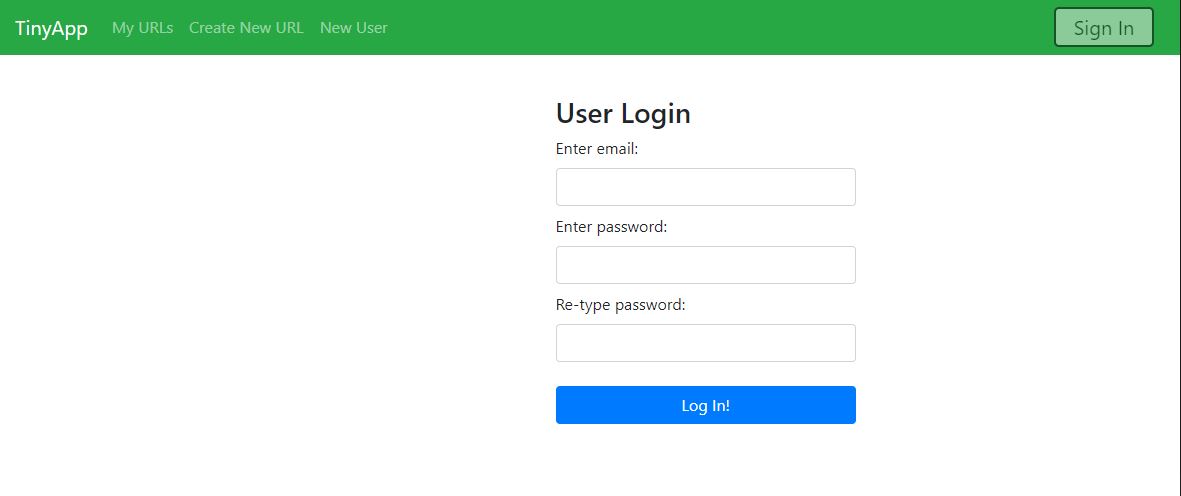 TinyApp My URLs Create New URL New User Sign In
User Login
Enter email:
Enter password:
Re-type password:
Log In!